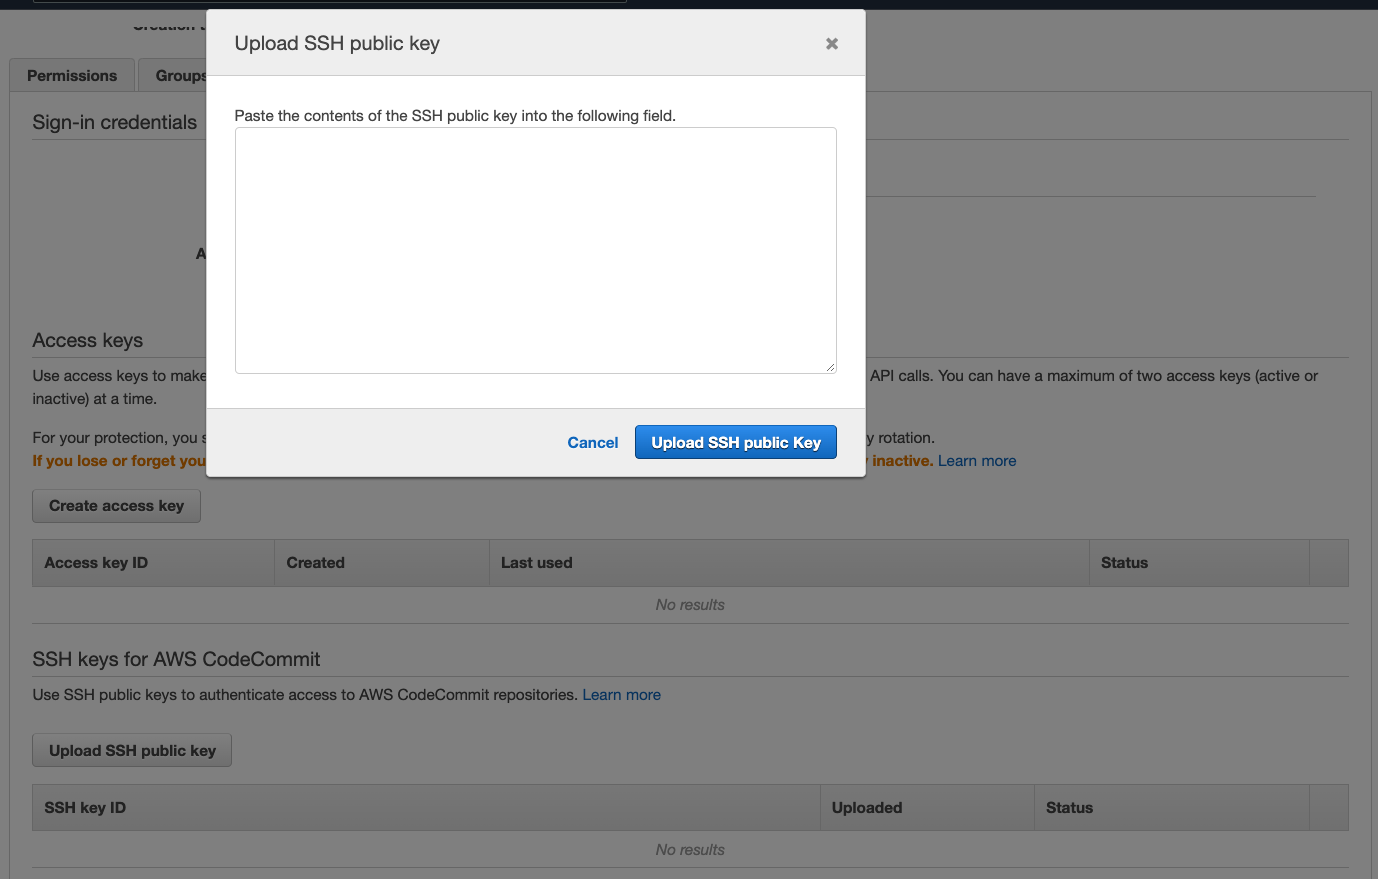 Upload SSH public key
Permissions
Groups
Paste the contents of the SSH public key into the following field.
Sign-in credentials
A
Access keys
Use access keys to make
API calls. You can have a maximum of two access keys (active or
inactive) at a time.
For your protection, you s
y rotation.
If you lose or forget you
inactive. Learn more
Cancel
Upload SSH public Key
Create access key
Access key ID
Created
Last used
Status
No results
SSH keys for AWS CodeCommit
Use SSH public keys to authenticate access to AWS CodeCommit repositories. Learn more
Upload SSH public key
SSH key ID
Uploaded
Status
No results